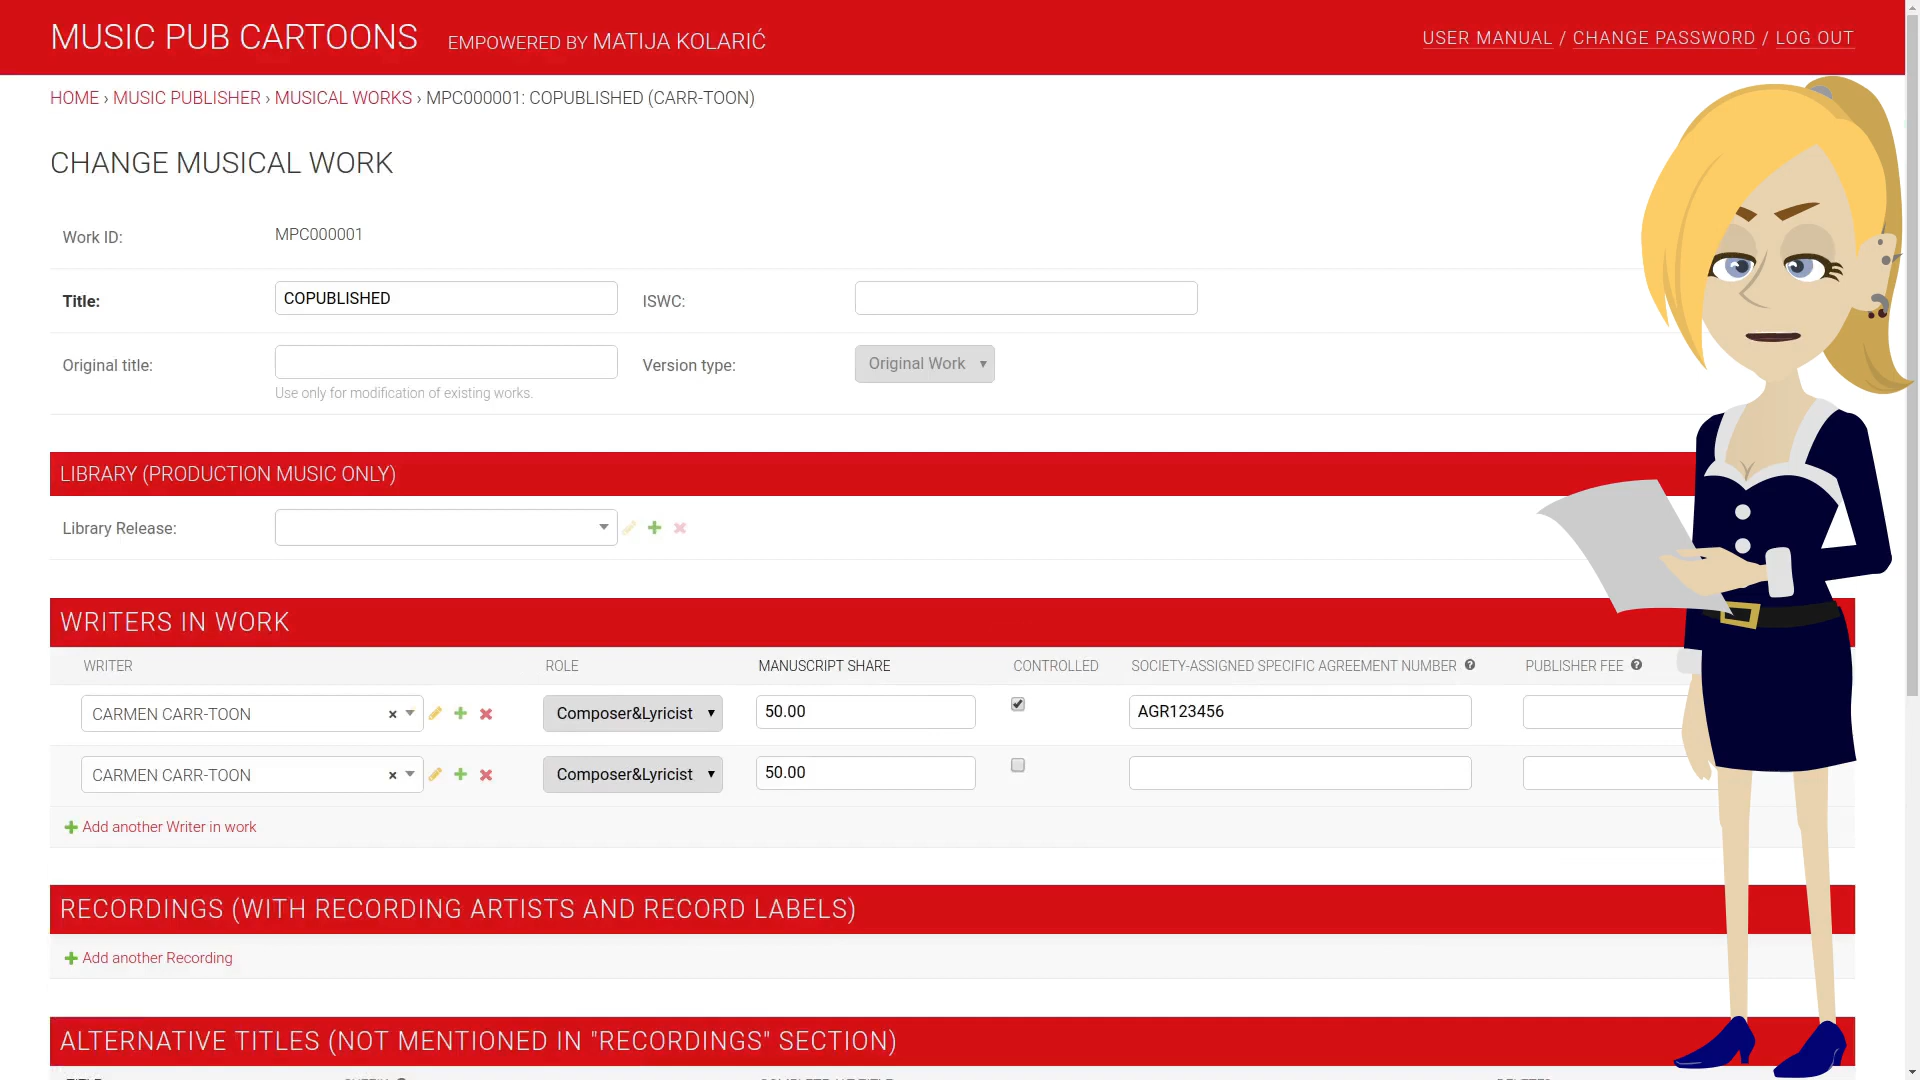 MUSIC PUB CARTOONS EMPOWERED BY MATIJA KOLARIĆ USER MANUAL / CHANGE PASSWORD / LOG OUT
HOME › MUSIC PUBLISHER › MUSICAL WORKS › MPC000001: COPUBLISHED (CARR-TOON)
CHANGE MUSICAL WORK
Work ID: MPC000001
Title: COPUBLISHED ISWC:
Original title: Version type: Original Work
Use only for modification of existing works.
LIBRARY (PRODUCTION MUSIC ONLY)
Library Release:
WRITERS IN WORK
WRITER ROLE MANUSCRIPT SHARE CONTROLLED SOCIETY-ASSIGNED SPECIFIC AGREEMENT NUMBER PUBLISHER FEE
CARMEN CARR-TOON Composer&Lyricist 50.00 AGR123456
CARMEN CARR-TOON Composer&Lyricist 50.00
Add another Writer in work
RECORDINGS (WITH RECORDING ARTISTS AND RECORD LABELS)
Add another Recording
ALTERNATIVE TITLES (NOT MENTIONED IN "RECORDINGS" SECTION)